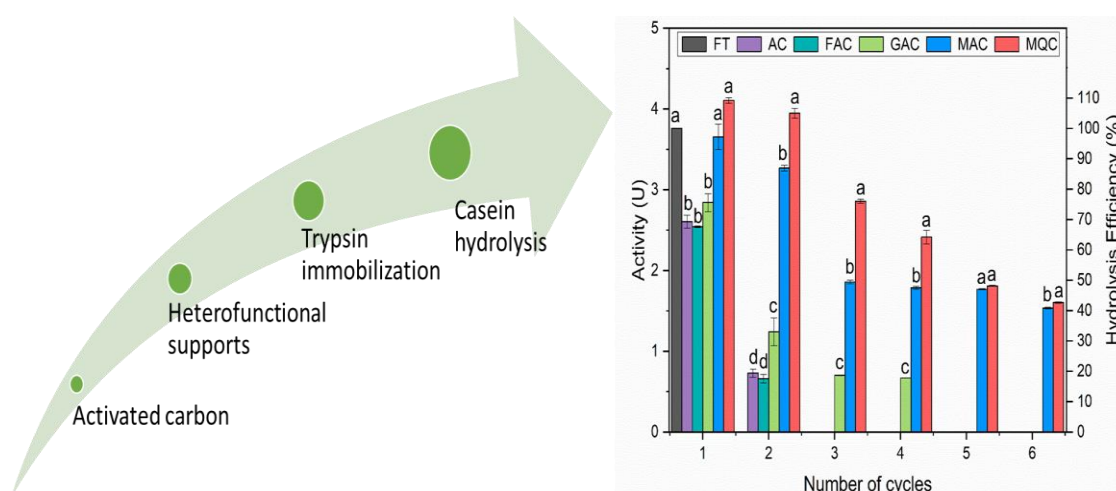 Activated carbon
Heterofunctional
supports
Trypsin
immobilization
Casein
hydrolysis
FT AC FAC GAC MAC MQC
Activity (U)
5
4
3
2
1
0
a b b b a a
d d c b a
c b a
c b a
a a
b a
110
100
90
80
70
60
50
40
30
20
10
0
Hydrolysis Efficiency (%)
1 2 3 4 5 6
Number of cycles